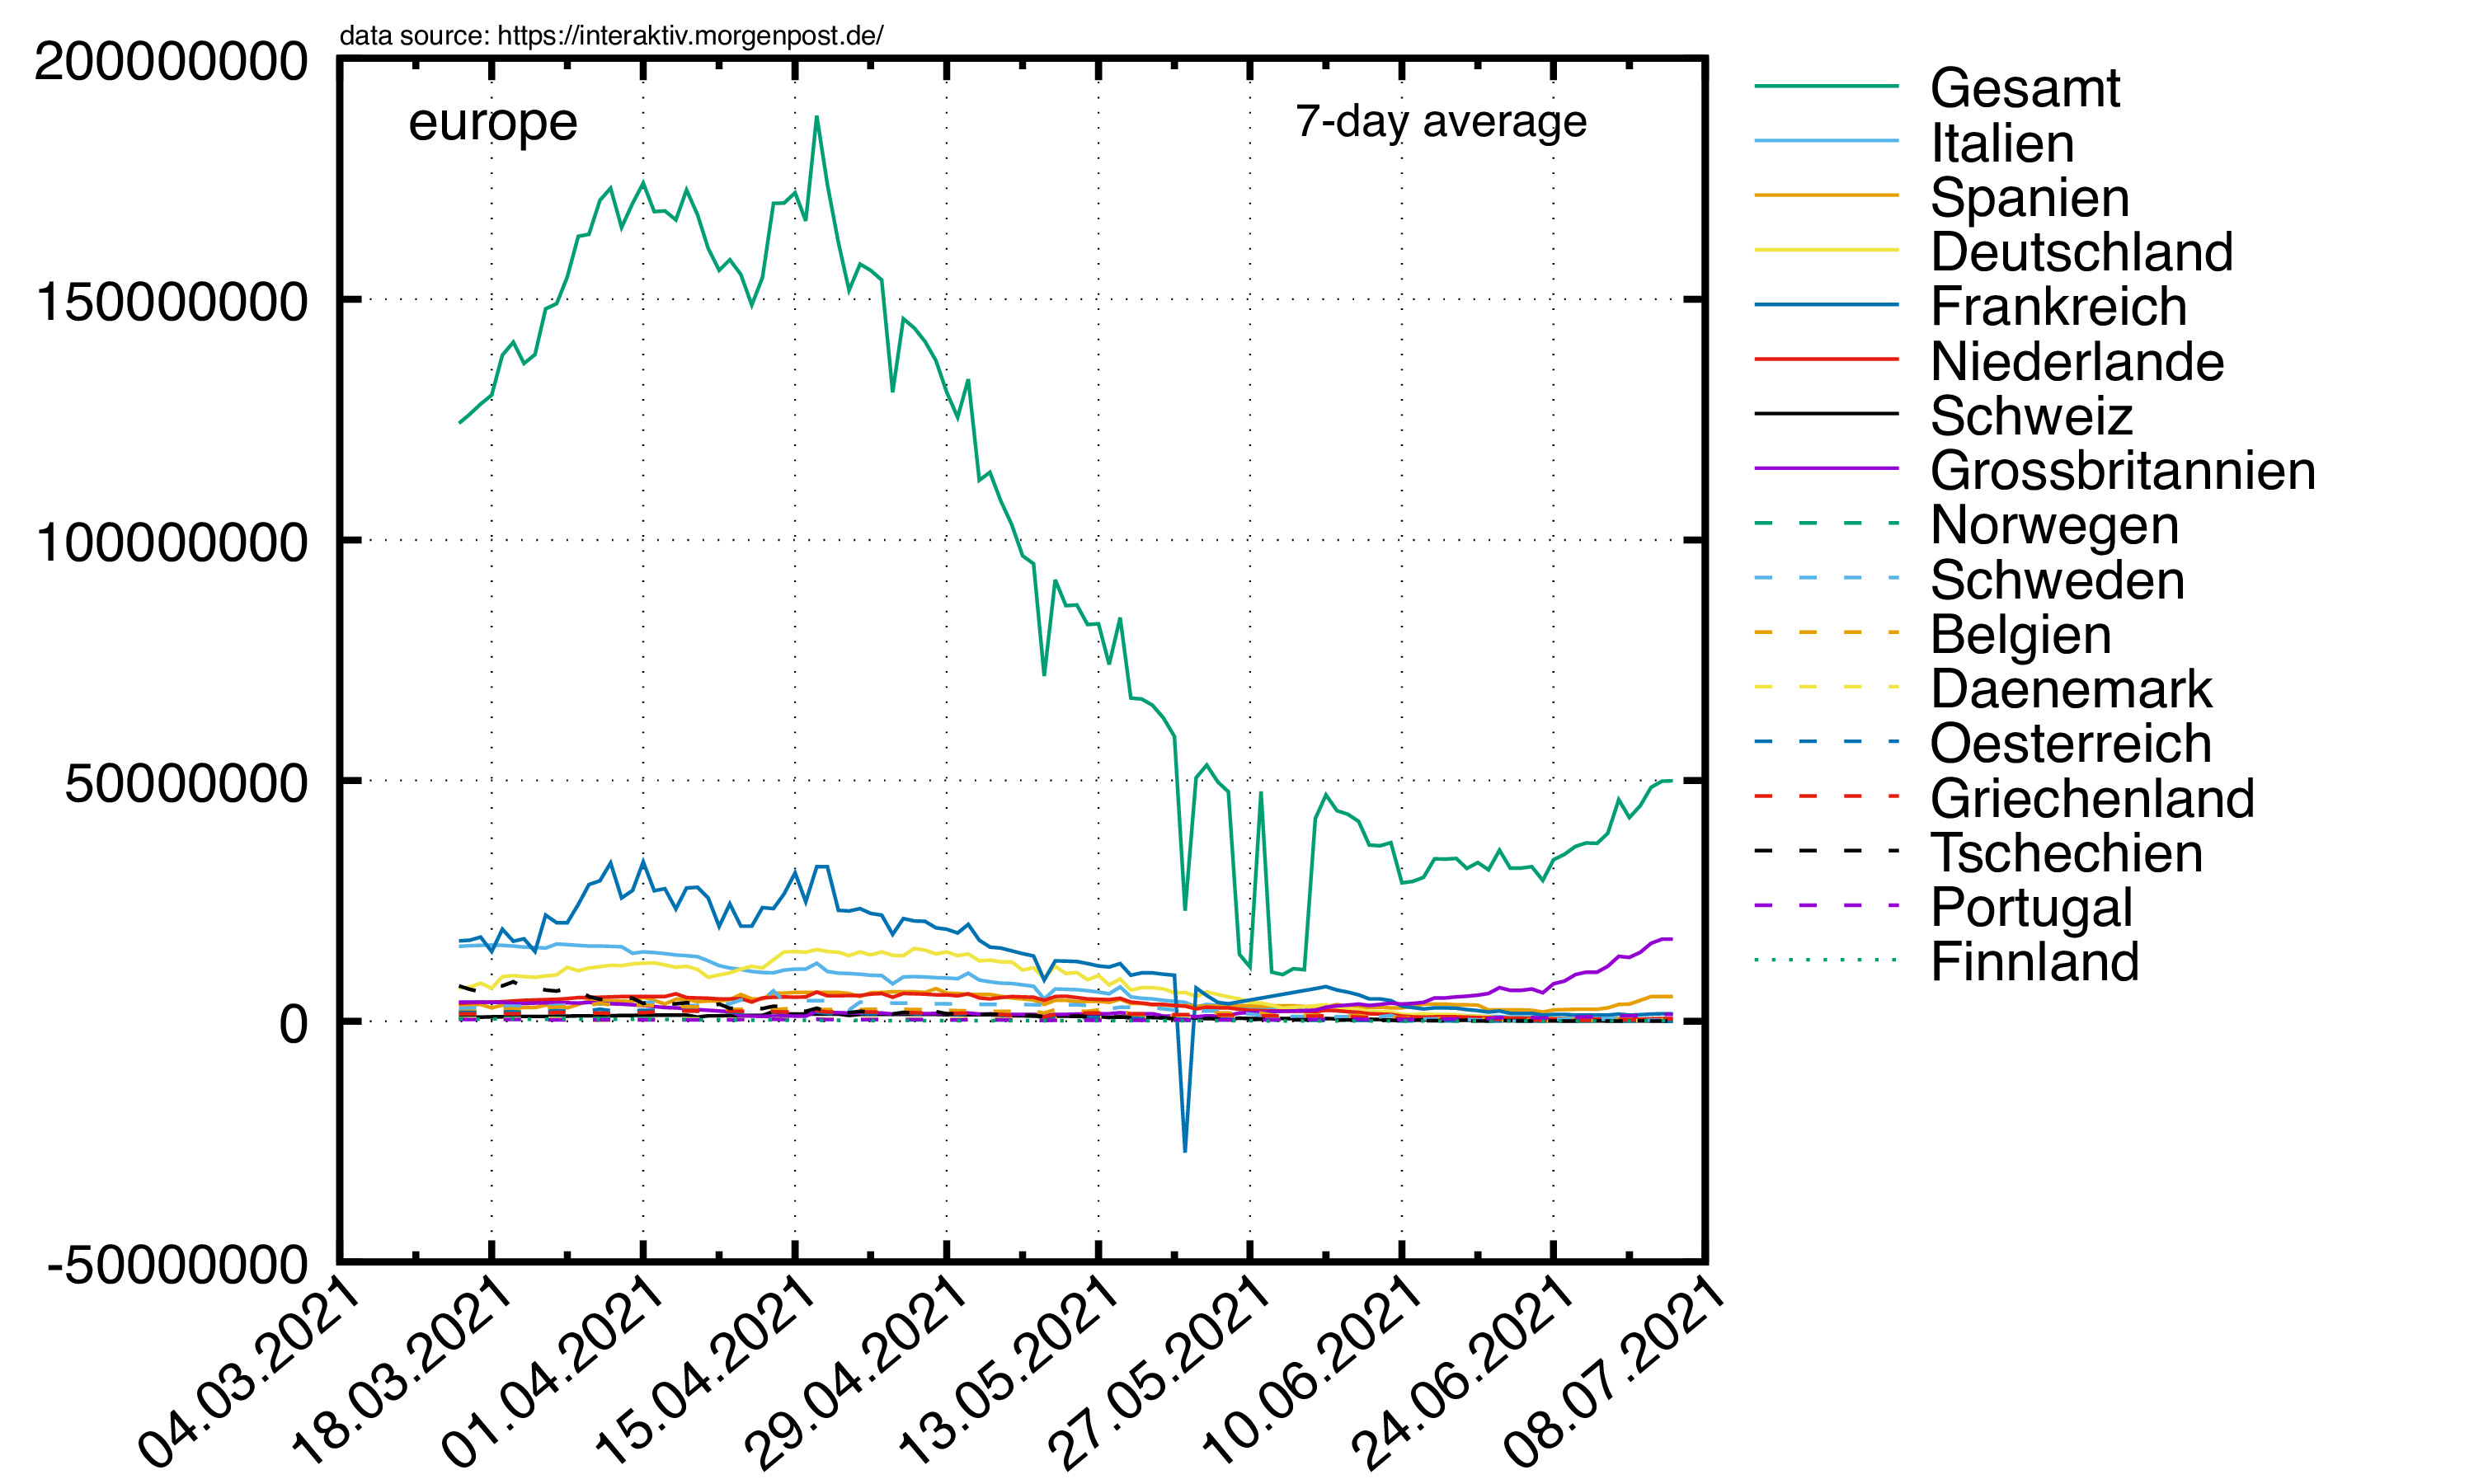 data source: https://interaktiv.morgenpost.de/
europe
7-day average
200000000
150000000
100000000
50000000
0
-50000000
04.03.2021
18.03.2021
01.04.2021
15.04.2021
29.04.2021
13.05.2021
27.05.2021
10.06.2021
24.06.2021
08.07.2021
Gesamt
Italien
Spanien
Deutschland
Frankreich
Niederlande
Schweiz
Grossbritannien
Norwegen
Schweden
Belgien
Daenemark
Oesterreich
Griechenland
Tschechien
Portugal
Finnland